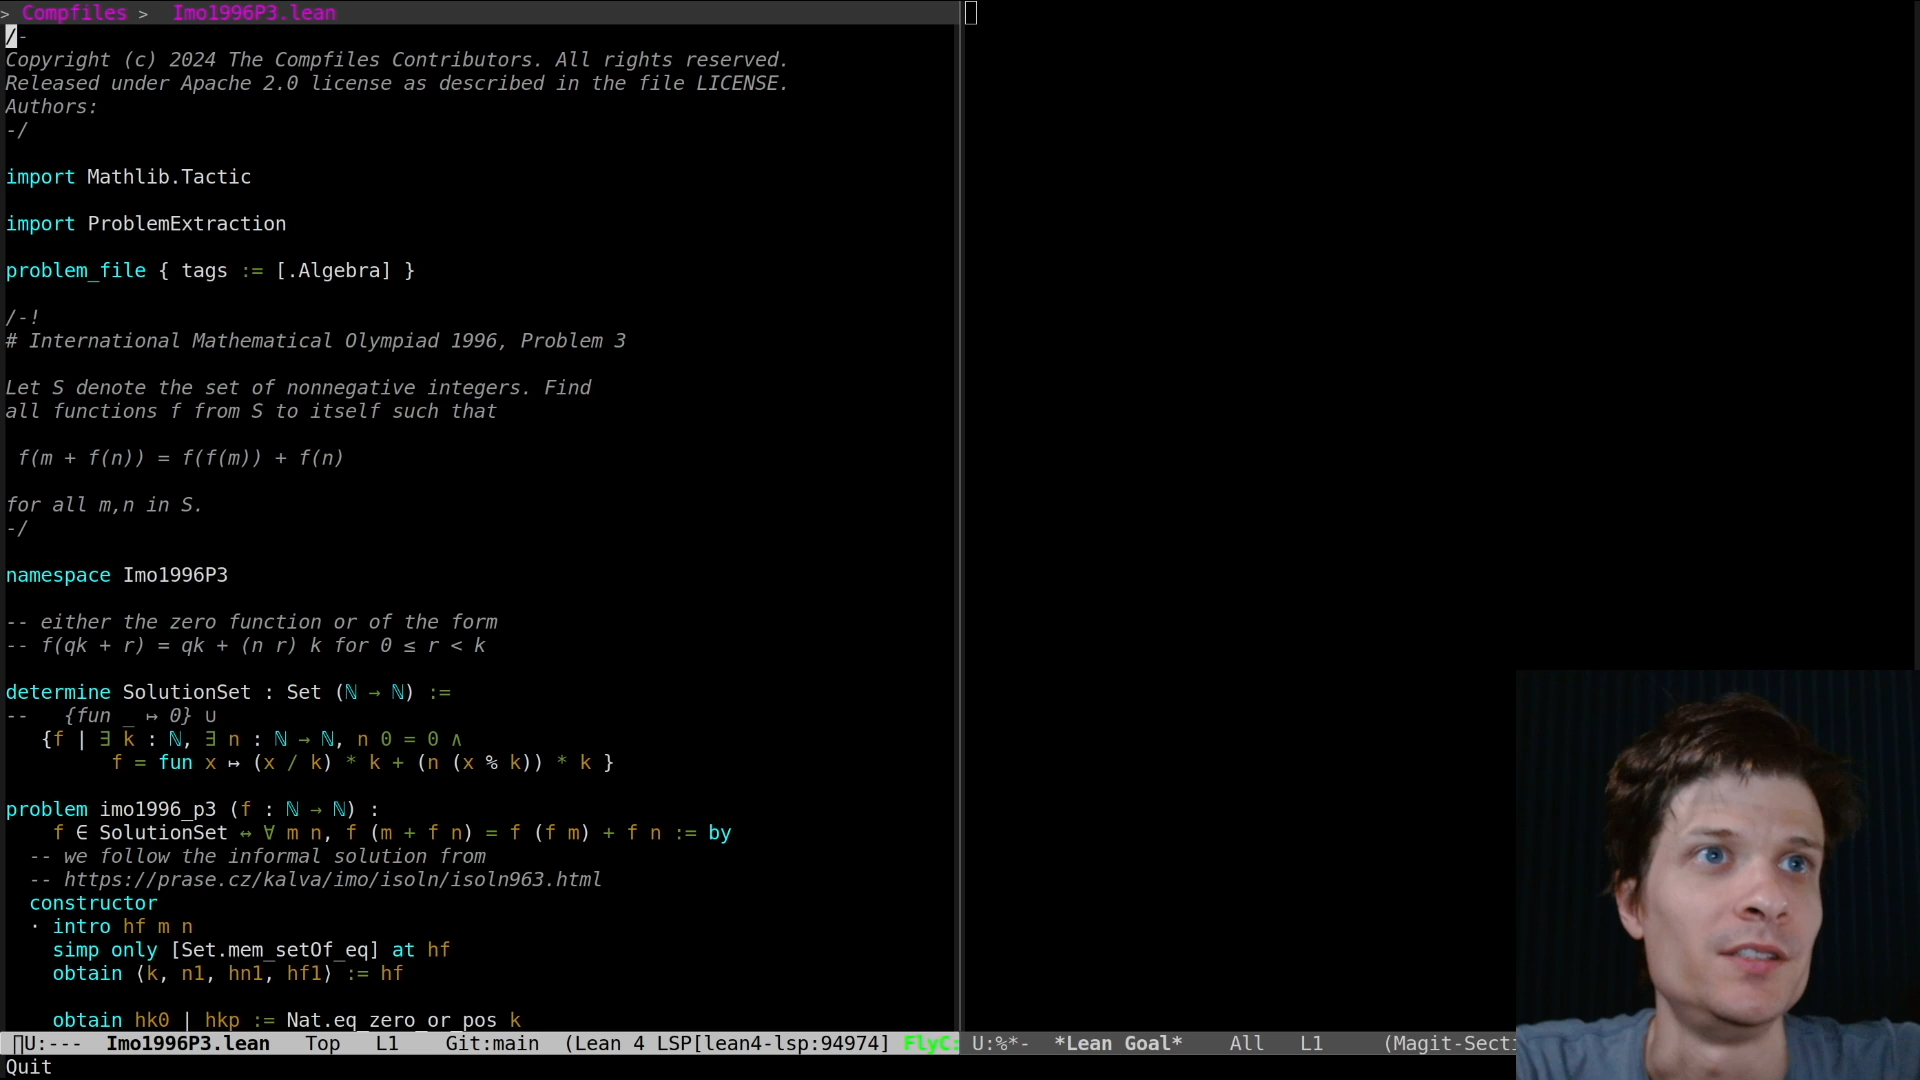 > Compfiles > Imo1996P3.lean
/-
Copyright (c) 2024 The Compfiles Contributors. All rights reserved.
Released under Apache 2.0 license as described in the file LICENSE.
Authors:
-/
import Mathlib.Tactic
import ProblemExtraction
problem_file { tags := [.Algebra] }
/-!
# International Mathematical Olympiad 1996, Problem 3
Let S denote the set of nonnegative integers. Find
all functions f from S to itself such that
f(m + f(n)) = f(f(m)) + f(n)
for all m,n in S.
-/
namespace Imo1996P3
-- either the zero function or of the form
-- f(qk + r) = qk + (n r) k for 0 ≤ r < k
determine SolutionSet : Set (ℕ → ℕ) :=
--   {fun _ ↦ 0} ∪
{f | ∃ k : ℕ, ∃ n : ℕ → ℕ, n 0 = 0 ∧
f = fun x ↦ (x / k) * k + (n (x % k)) * k }
problem imo1996_p3 (f : ℕ → ℕ) :
f ∈ SolutionSet ↔ ∀ m n, f (m + f n) = f (f m) + f n := by
-- we follow the informal solution from
-- https://prase.cz/kalva/imo/isoln/isoln963.html
constructor
· intro hf m n
simp only [Set.mem_setOf_eq] at hf
obtain ⟨k, n1, hn1, hf1⟩ := hf
obtain hk0 | hkp := Nat.eq_zero_or_pos k
U:--- Imo1996P3.lean Top L1 Git:main (Lean 4 LSP[lean4-lsp:94974] FlyC:
U:%*- *Lean Goal* All L1 (Magit-Secti
Quit